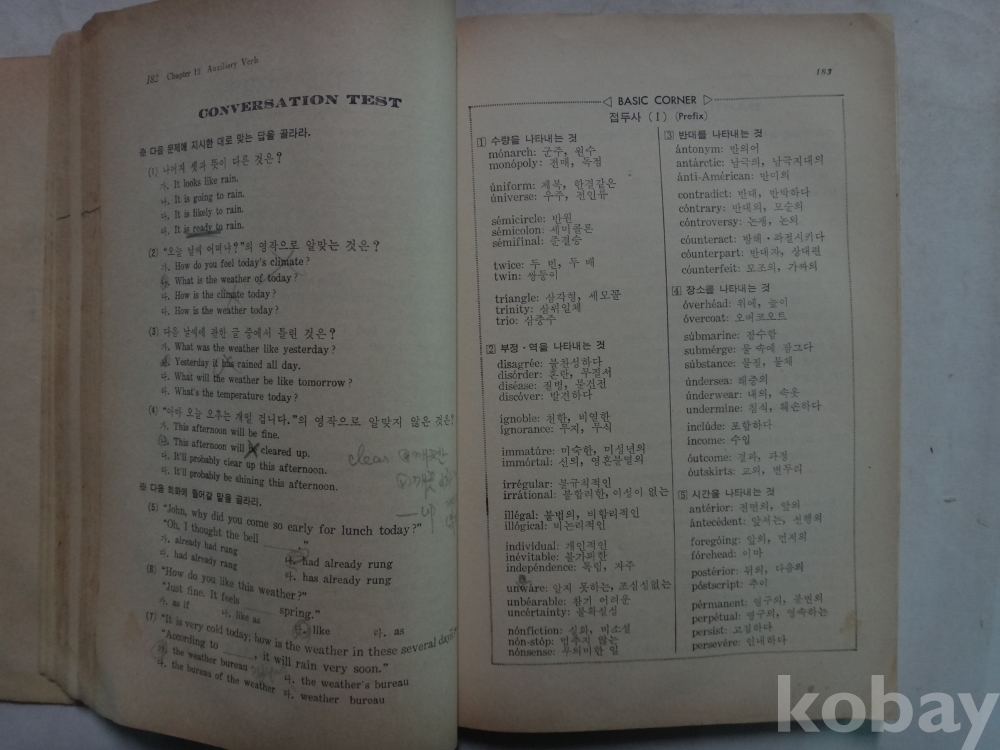 182 Chapter 13 Auxiliary Verb
CONVERSATION TEST
※ 다음 문제에 지시한 대로 맞는 답을 골라라.
(1) 나머지 셋과 뜻이 다른 것은?
가. It looks like rain.
나. It is going to rain.
다. It is likely to rain.
라. It is ready to rain.
(2) "오늘 날씨 어떠냐?"의 영작으로 알맞는 것은?
가. How do you feel today's climate?
나. What is the weather of today?
다. How is the climate today?
라. How is the weather today?
(3) 다음 날씨에 관한 글 중에서 틀린 것은?
가. What was the weather like yesterday?
나. Yesterday it has rained all day.
다. What will the weather be like tomorrow?
라. What's the temperature today?
(4) "아마 오늘 오후는 개일 겁니다."의 영작으로 알맞지 않은 것은?
가. This afternoon will be fine.
나. This afternoon will cleared up.
다. It'll probably clear up this afternoon.
라. It'll probably be shining this afternoon.
clear
※ 다음 회화에 들어갈 말을 골라라.
(5) "John, why did you come so early for lunch today?"
"Oh, I thought the bell ______."
가. already had rang
나. had already rung
다. had already rang
라. has already rung
(6) "How do you like this weather?"
"Just fine. It feels ______ spring."
가. as if 나. like as 다. like 라. as
(7) "It is very cold today; how is the weather in these several days?"
"According to ______, it will rain very soon."
가. the weather bureau 나. the weather's bureau
다. the bureau of the weather 라. weather bureau
183
◁ BASIC CORNER ▷
접두사 (Ⅰ) (Prefix)
1 수량을 나타내는 것
mónarch: 군주, 원수
monópoly: 전매, 독점
úniform: 제복, 한결같은
úniverse: 우주, 전인류
sémicircle: 반원
sémicolon: 세미콜론
sémifínal: 준결승
twice: 두 번, 두 배
twin: 쌍둥이
triangle: 삼각형, 세모꼴
trinity: 삼위일체
trio: 삼중주
2 부정·역을 나타내는 것
disagrée: 불찬성하다
disórder: 혼란, 무질서
diséase: 질병, 불건전
discóver: 발견하다
ignoble: 천한, 비열한
ignorance: 무지, 무식
immatúre: 미숙한, 미성년의
immórtal: 신의, 영혼불멸의
irrégular: 불규칙적인
irrátional: 불합리한, 이성이 없는
illégal: 불법의, 비합리적인
illógical: 비논리적인
individual: 개인적인
inévitable: 불가피한
indepéndence: 독립, 자주
unwáre: 알지 못하는, 조심성없는
unbéarable: 참기 어려운
uncértainty: 불확실성
nónfiction: 실화, 비소설
nón-stóp: 멈추지 않는
nónsense: 무의미한 일
3 반대를 나타내는 것
ántonym: 반의어
antárctic: 남극의, 남극지대의
ánti-Américan: 반미의
contradict: 반대, 반박하다
cóntrary: 반대의, 모순의
cóntroversy: 논쟁, 논의
cóunteract: 방해·좌절시키다
cóunterpart: 반대자, 상대편
cóunterfeit: 모조의, 가짜의
4 장소를 나타내는 것
óverhéad: 위에, 높이
óvercoat: 오버코오트
súbmarine: 잠수함
submérge: 물 속에 잠그다
súbstance: 물질, 물체
úndersea: 해중의
únderwear: 내의, 속옷
undermine: 침식, 훼손하다
inclúde: 포함하다
íncome: 수입
óutcome: 결과, 과정
óutskirts: 교외, 변두리
5 시간을 나타내는 것
antérior: 전면의, 앞의
ántecèdent: 앞서는, 선행의
foregóing: 앞의, 먼저의
fórehead: 이마
postérior: 뒤의, 다음의
póstscript: 추이
pérmanent: 영구의, 불변의
perpétual: 영구의, 영속하는
persist: 고집하다
persevére: 인내하다
kobay